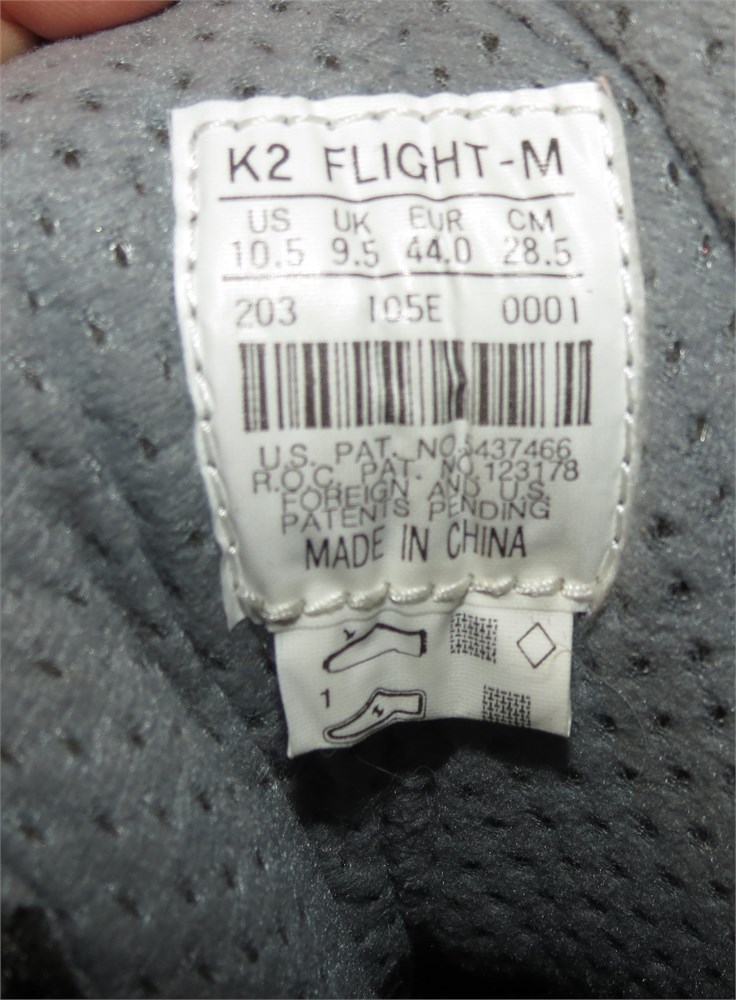 K2 FLIGHT-M
US UK EUR CM
10.5 9.5 44.0 28.5
203 105E 0001
U.S. PAT. NO.5437466
R.O.C. PAT. NO.123178
FOREIGN AND U.S.
PATENTS PENDING
MADE IN CHINA
1